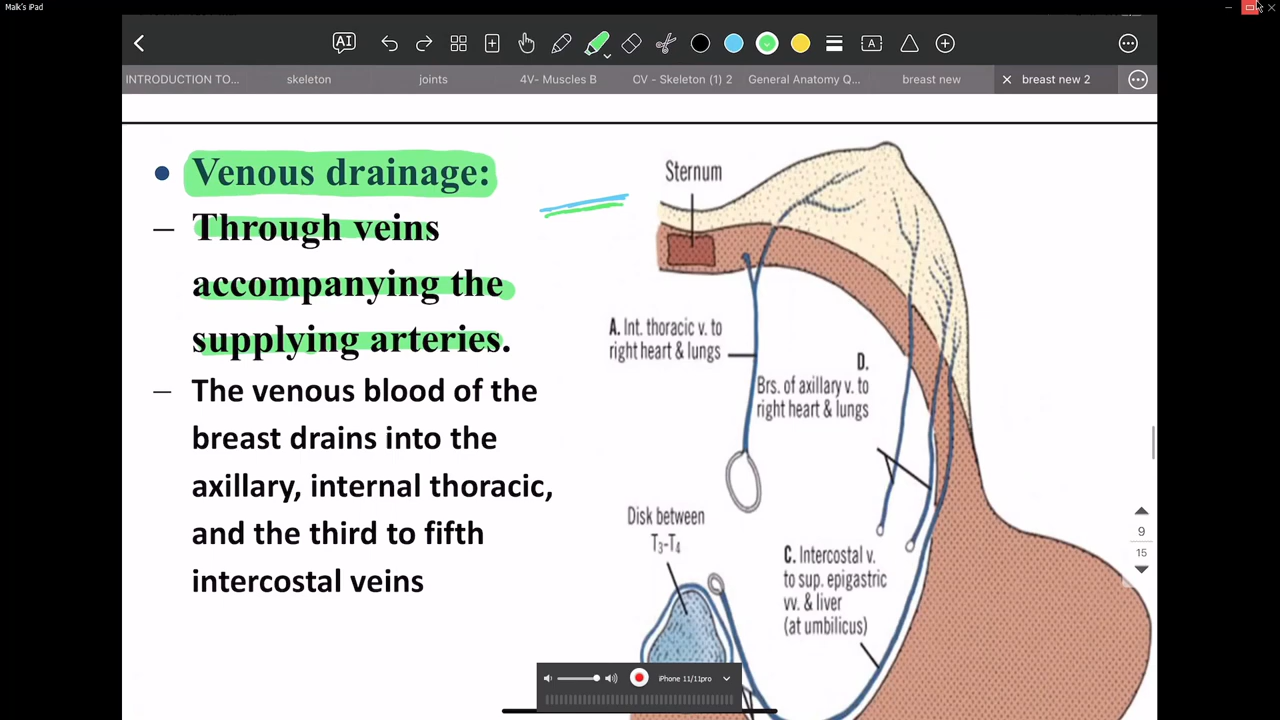 Malk's iPad
AI
A
INTRODUCTION TO...
skeleton
joints
4V- Muscles B
CV - Skeleton (1) 2
General Anatomy Q...
breast new
breast new 2
• Venous drainage:
– Through veins
accompanying the
supplying arteries.
– The venous blood of the
breast drains into the
axillary, internal thoracic,
and the third to fifth
intercostal veins
Sternum
A. Int. thoracic v. to
right heart & lungs
D.
Brs. of axillary v. to
right heart & lungs
Disk between
T3-T4
C. Intercostal v.
to sup. epigastric
vv. & liver
(at umbilicus)
9
15
iPhone 11/11pro